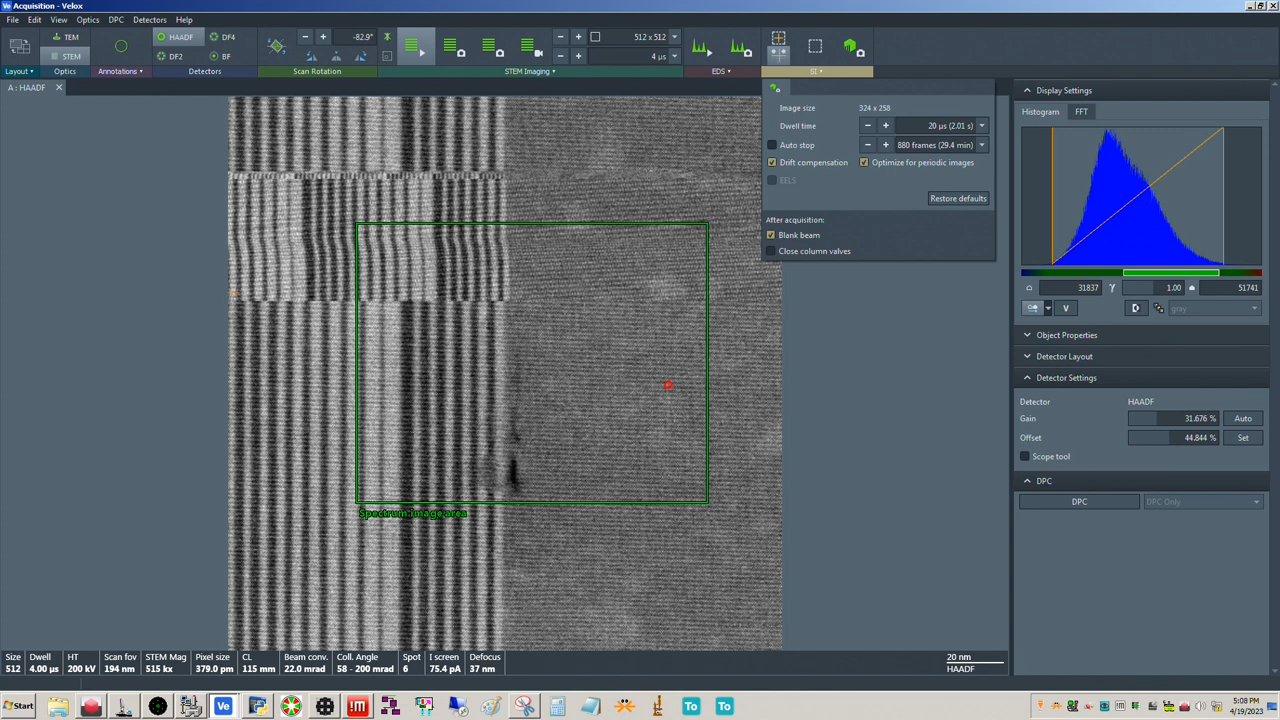 Acquisition - Velox
File Edit View Optics DPC Detectors Help
TEM HAADF DF4 -82.9° 512 x 512
STEM DF2 BF 4 µs
Layout Optics Annotations Detectors Scan Rotation STEM Imaging EDS SI
A : HAADF
Image size 324 x 258
Dwell time 20 µs (2.01 s)
Auto stop 880 frames (29.4 min)
Drift compensation Optimize for periodic images
EELS
Restore defaults
After acquisition:
Blank beam
Close column valves
Spectrum image area
Display Settings
Histogram FFT
31837 γ 1.00 51741
V gray
Object Properties
Detector Layout
Detector Settings
Detector HAADF
Gain 31.676 % Auto
Offset 44.844 % Set
Scope tool
DPC
DPC DPC Only
Size Dwell HT Scan fov STEM Mag Pixel size CL Beam conv. Coll. Angle Spot I screen Defocus
512 4.00 µs 200 kV 194 nm 515 kx 379.0 pm 115 mm 22.0 mrad 58 - 200 mrad 6 75.4 pA 37 nm
20 nm
HAADF
Start Ve !m To To
5:08 PM
4/19/2023